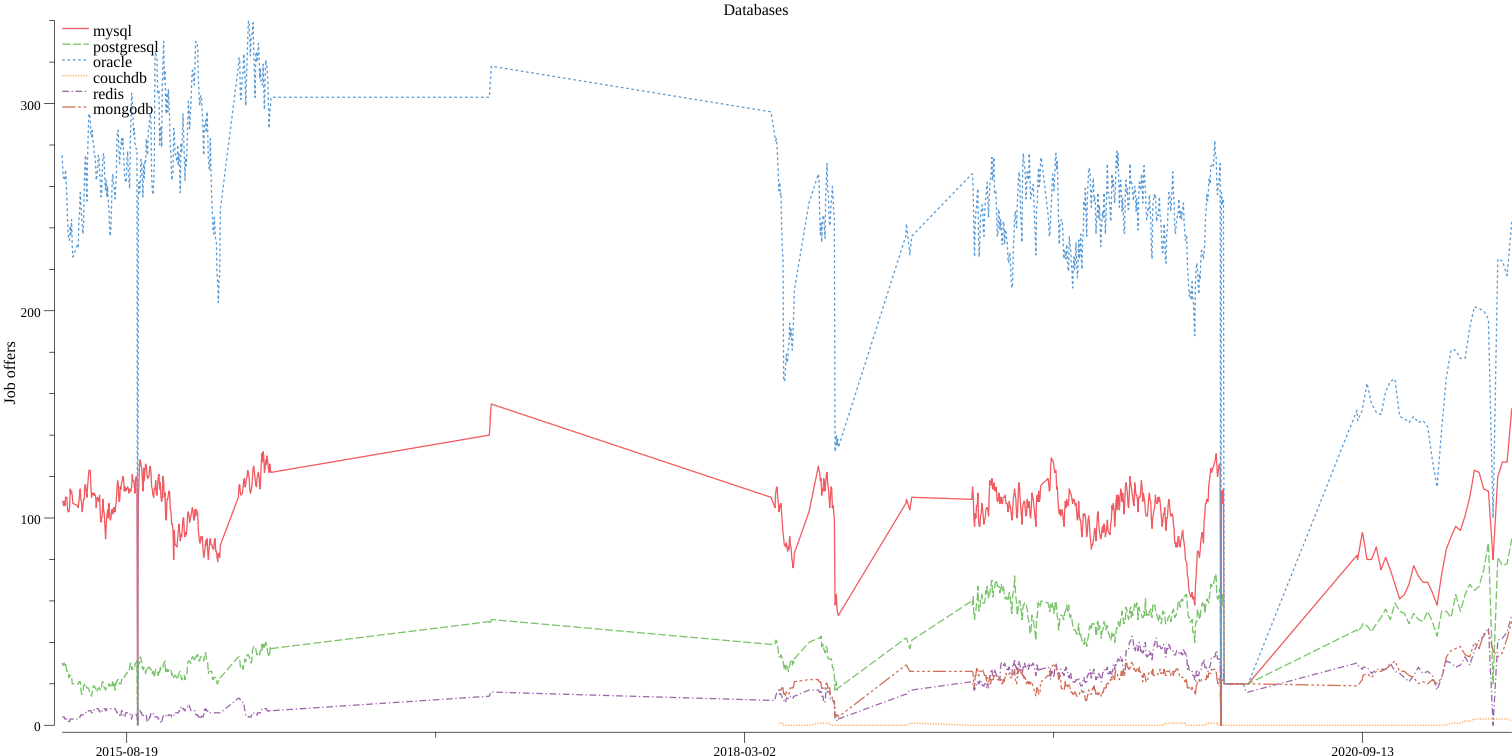 Databases
mysql
postgresql
oracle
couchdb
redis
mongodb
300
200
100
0
Job offers
2015-08-19
2018-03-02
2020-09-13